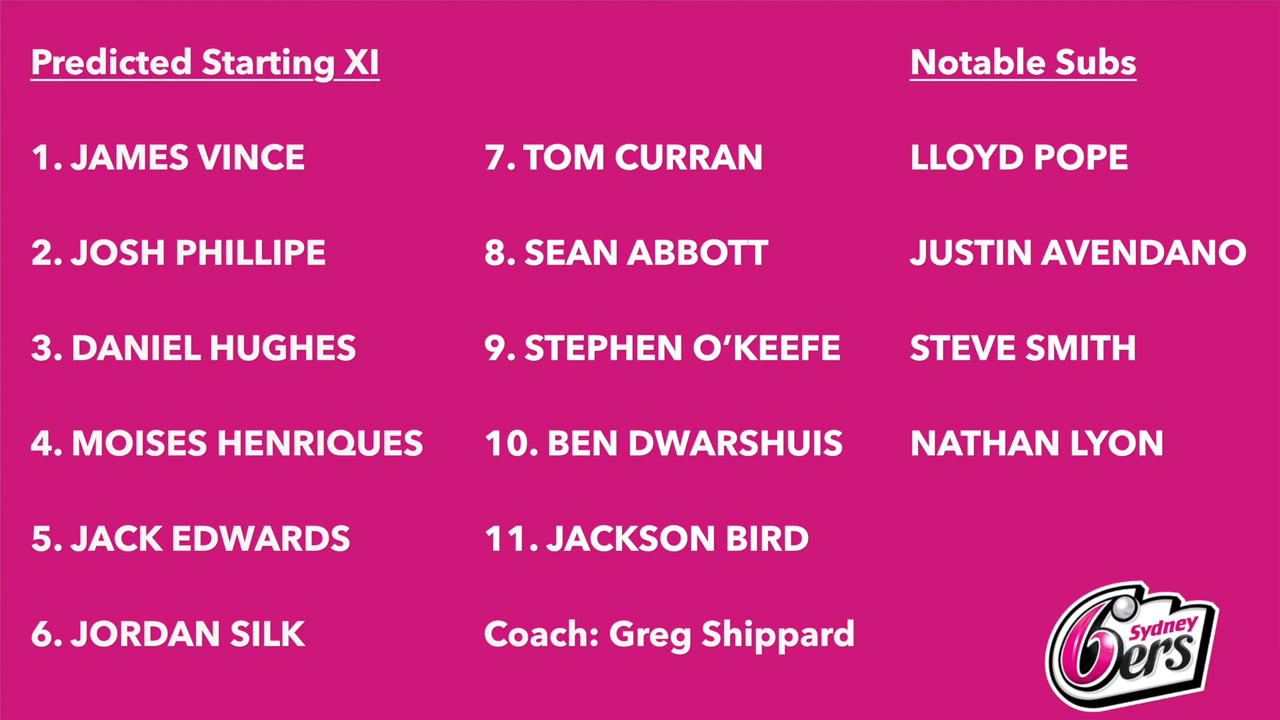 Predicted Starting XI
1. JAMES VINCE
2. JOSH PHILLIPE
3. DANIEL HUGHES
4. MOISES HENRIQUES
5. JACK EDWARDS
6. JORDAN SILK
7. TOM CURRAN
8. SEAN ABBOTT
9. STEPHEN O’KEEFE
10. BEN DWARSHUIS
11. JACKSON BIRD
Coach: Greg Shippard
Notable Subs
LLOYD POPE
JUSTIN AVENDANO
STEVE SMITH
NATHAN LYON
Sydney
6ers